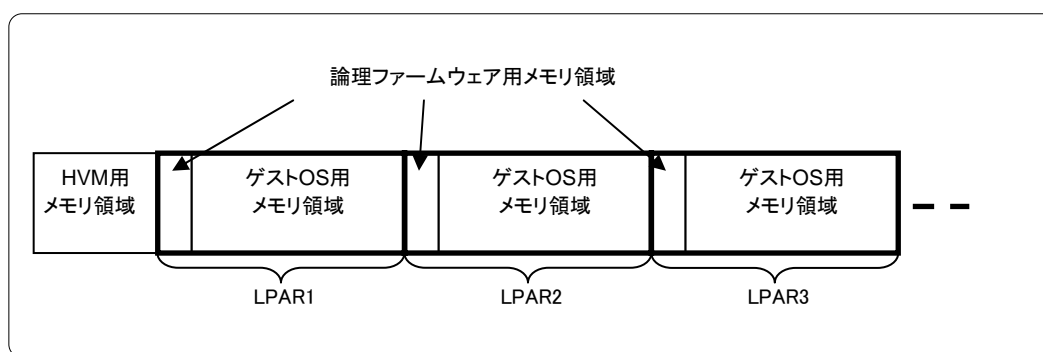 論理ファームウェア用メモリ領域
HVM用
メモリ領域
ゲストOS用
メモリ領域
ゲストOS用
メモリ領域
ゲストOS用
メモリ領域
LPAR1
LPAR2
LPAR3